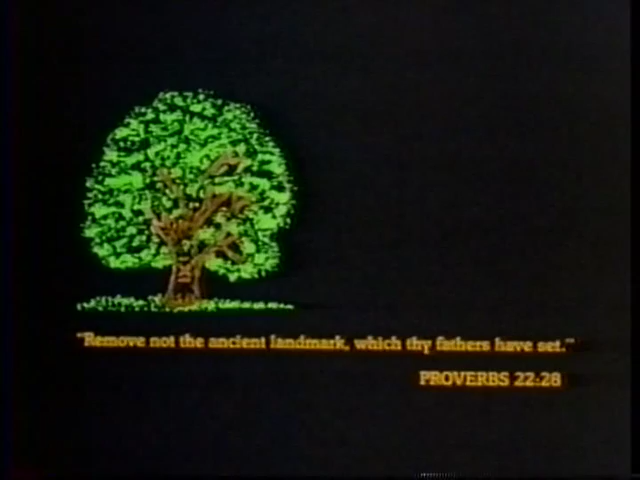 "Remove not the ancient landmark, which thy fathers have set."
PROVERBS 22:28